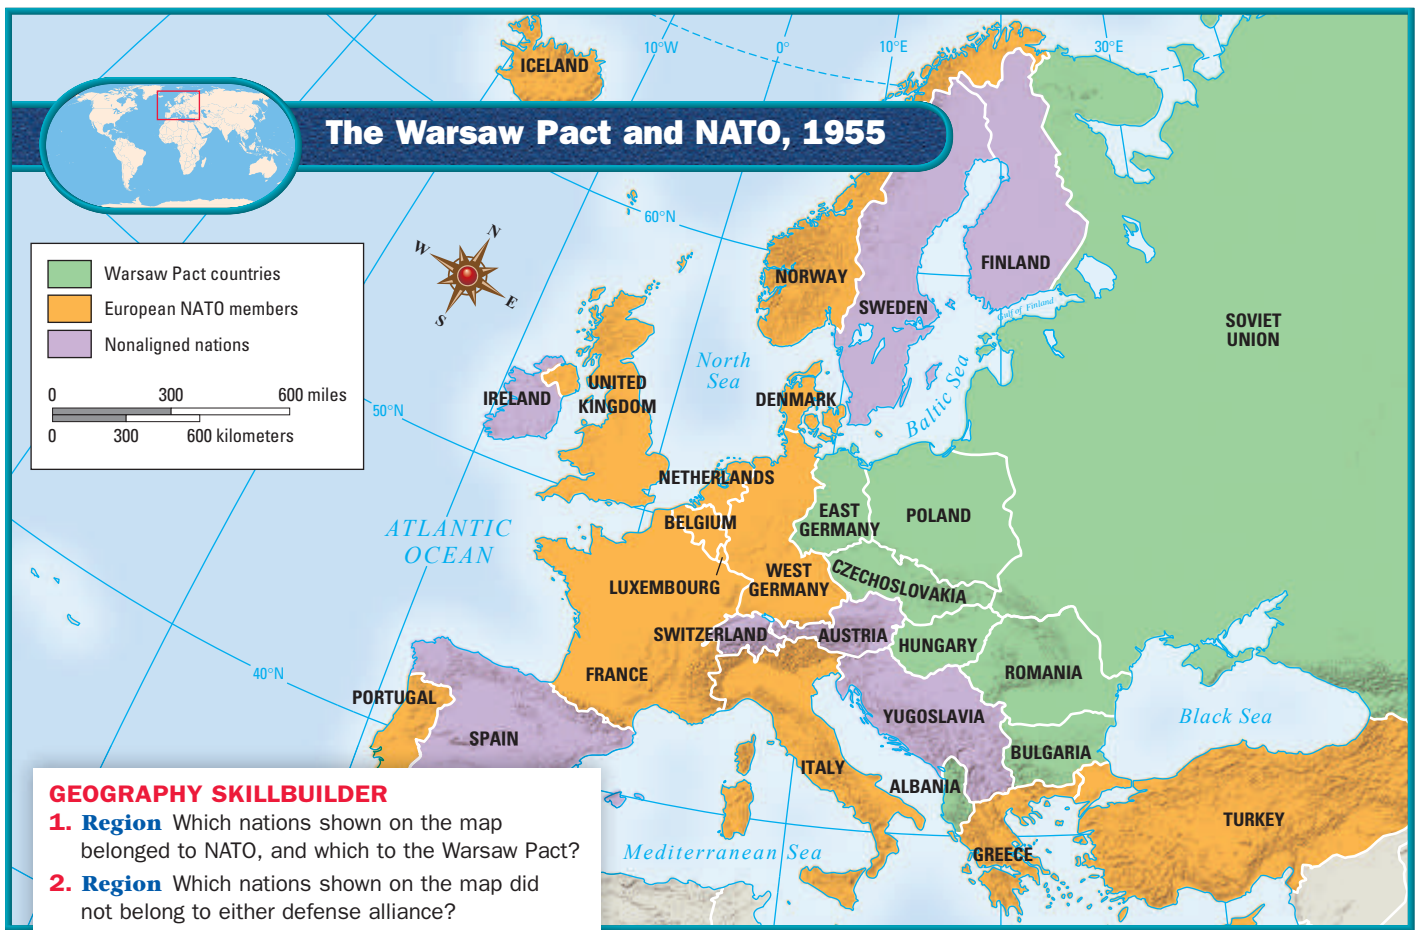 The Warsaw Pact and NATO, 1955
10°W
0°
10°E
30°E
60°N
50°N
40°N
N
W
E
S
Warsaw Pact countries
European NATO members
Nonaligned nations
0 300 600 miles
0 300 600 kilometers
ICELAND
NORWAY
SWEDEN
FINLAND
Gulf of Finland
SOVIET
UNION
North
Sea
Baltic Sea
IRELAND
UNITED
KINGDOM
DENMARK
NETHERLANDS
BELGIUM
LUXEMBOURG
EAST
GERMANY
POLAND
WEST
GERMANY
CZECHOSLOVAKIA
ATLANTIC
OCEAN
SWITZERLAND
AUSTRIA
HUNGARY
ROMANIA
FRANCE
PORTUGAL
SPAIN
YUGOSLAVIA
Black Sea
BULGARIA
ITALY
ALBANIA
TURKEY
GREECE
Mediterranean Sea
GEOGRAPHY SKILLBUILDER
1. Region Which nations shown on the map
belonged to NATO, and which to the Warsaw Pact?
2. Region Which nations shown on the map did
not belong to either defense alliance?